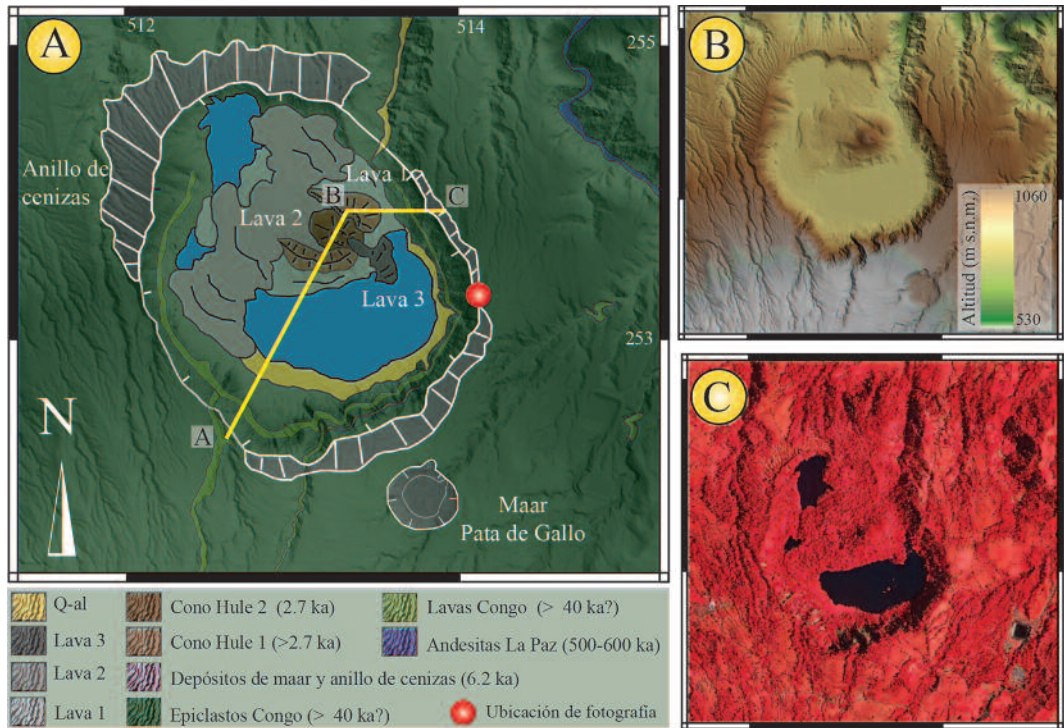 A
512
514
255
253
Anillo de
cenizas
Lava 1
Lava 2
Lava 3
B
C
A
N
Maar
Pata de Gallo
Q-al
Lava 3
Lava 2
Lava 1
Cono Hule 2 (2.7 ka)
Cono Hule 1 (>2.7 ka)
Depósitos de maar y anillo de cenizas (6.2 ka)
Epiclastos Congo (> 40 ka?)
Lavas Congo (> 40 ka?)
Andesitas La Paz (500-600 ka)
Ubicación de fotografía
B
Altitud (m s.n.m,)
1060
530
C